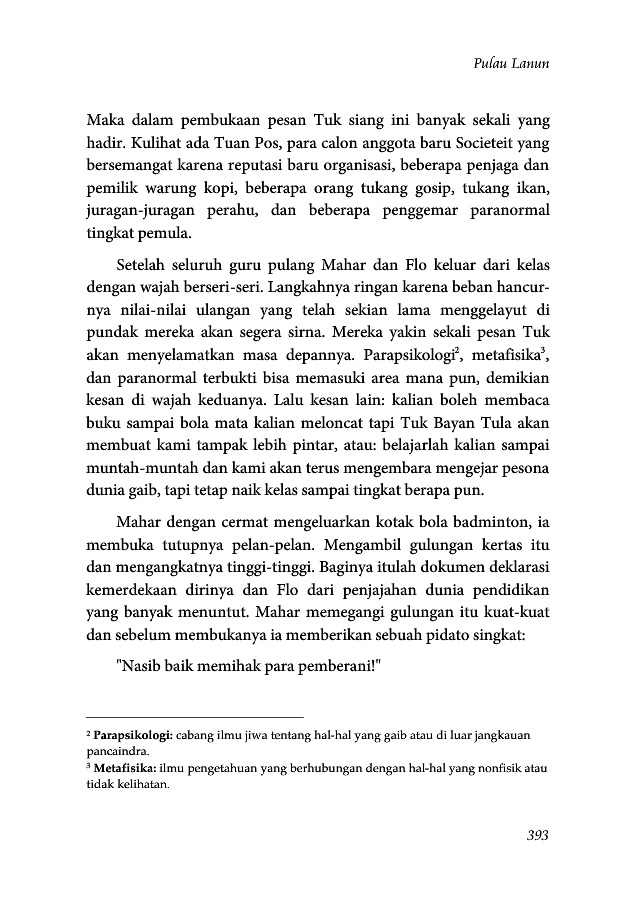 Pulau Lanun
Maka dalam pembukaan pesan Tuk siang ini banyak sekali yang
hadir. Kulihat ada Tuan Pos, para calon anggota baru Societeit yang
bersemangat karena reputasi baru organisasi, beberapa penjaga dan
pemilik warung kopi, beberapa orang tukang gosip, tukang ikan,
juragan-juragan perahu, dan beberapa penggemar paranormal
tingkat pemula.
Setelah seluruh guru pulang Mahar dan Flo keluar dari kelas
dengan wajah berseri-seri. Langkahnya ringan karena beban hancur-
nya nilai-nilai ulangan yang telah sekian lama menggelayut di
pundak mereka akan segera sirna. Mereka yakin sekali pesan Tuk
akan menyelamatkan masa depannya. Parapsikologi², metafisika³,
dan paranormal terbukti bisa memasuki area mana pun, demikian
kesan di wajah keduanya. Lalu kesan lain: kalian boleh membaca
buku sampai bola mata kalian meloncat tapi Tuk Bayan Tula akan
membuat kami tampak lebih pintar, atau: belajarlah kalian sampai
muntah-muntah dan kami akan terus mengembara mengejar pesona
dunia gaib, tapi tetap naik kelas sampai tingkat berapa pun.
Mahar dengan cermat mengeluarkan kotak bola badminton, ia
membuka tutupnya pelan-pelan. Mengambil gulungan kertas itu
dan mengangkatnya tinggi-tinggi. Baginya itulah dokumen deklarasi
kemerdekaan dirinya dan Flo dari penjajahan dunia pendidikan
yang banyak menuntut. Mahar memegangi gulungan itu kuat-kuat
dan sebelum membukanya ia memberikan sebuah pidato singkat:
"Nasib baik memihak para pemberani!"
² Parapsikologi: cabang ilmu jiwa tentang hal-hal yang gaib atau di luar jangkauan
pancaindra.
³ Metafisika: ilmu pengetahuan yang berhubungan dengan hal-hal yang nonfisik atau
tidak kelihatan.
393